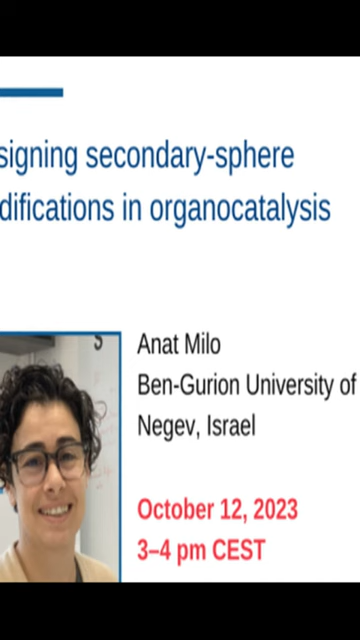 signing secondary-sphere
difications in organocatalysis
Anat Milo
Ben-Gurion University of
Negev, Israel
October 12, 2023
3–4 pm CEST